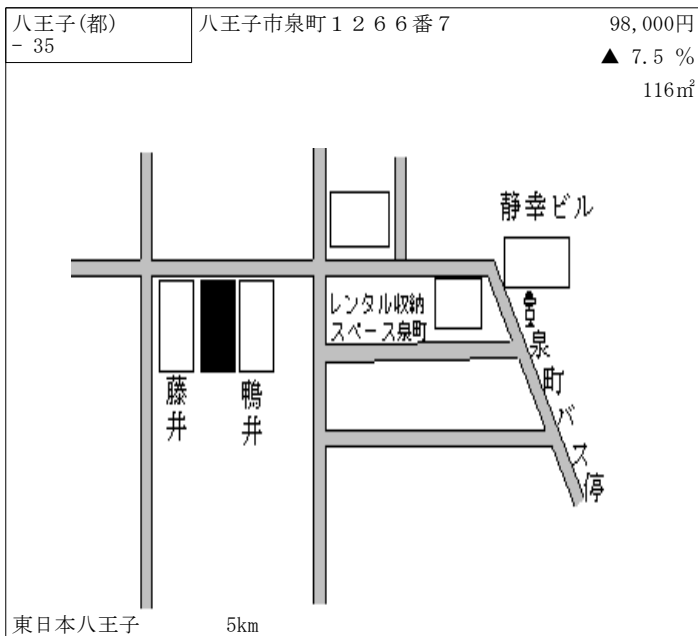 八王子(都)
- 35
八王子市泉町１２６６番７
98,000円
▲ 7.5 %
116㎡
静幸ビル
レンタル収納
スペース泉町
泉町バス停
藤井
鴨井
東日本八王子 5km